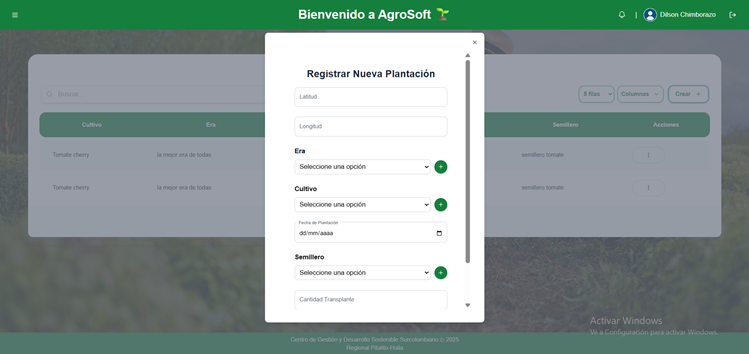 Bienvenido a AgroSoft
| Dilson Chimborazo
×
Registrar Nueva Plantación
Latitud
Longitud
Era
Seleccione una opción
+
Cultivo
Seleccione una opción
+
Fecha de Plantación
dd/mm/aaaa
Semillero
Seleccione una opción
+
Cantidad Transplante
Buscar...
5 filas
Columnas
Crear +
Cultivo Era Semillero Acciones
Tomate cherry la mejor era de todas semillero tomate
Tomate cherry la mejor era de todas semillero tomate
Activar Windows
Ve a Configuración para activar Windows.
Centro de Gestión y Desarrollo Sostenible Surcolombiano © 2025
Regional Pitalito-Huila